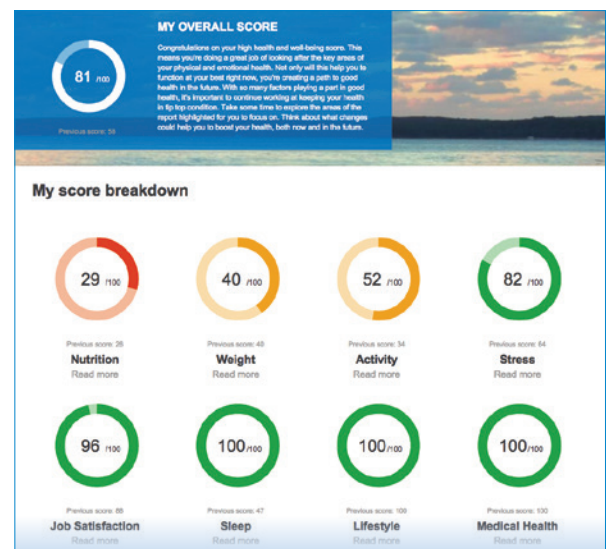 MY OVERALL SCORE
Congratulations on your high health and well-being score. This
means you're doing a great job of looking after the key areas of
your physical and emotional health. Not only will this help you to
function at your best right now, you're creating a path to good
health in the future. With so many factors playing a part in good
health, it's important to continue working at keeping your health
in tip top condition. Take some time to explore the areas of the
report highlighted for you to focus on. Think about what changes
could help you to boost your health, both now and in the future.
81 /100
Previous score:
My score breakdown
29 /100
40 /100
52 /100
82 /100
Previous score:
Previous score:
Previous score: 34
Previous score: 84
Nutrition
Weight
Activity
Stress
Read more
Read more
Read more
Read more
96 /100
100/100
100/100
100/100
Previous score:
Previous score: 47
Previous score: 100
Previous score: 100
Job Satisfaction
Sleep
Lifestyle
Medical Health
Read more
Read more
Read more
Read more